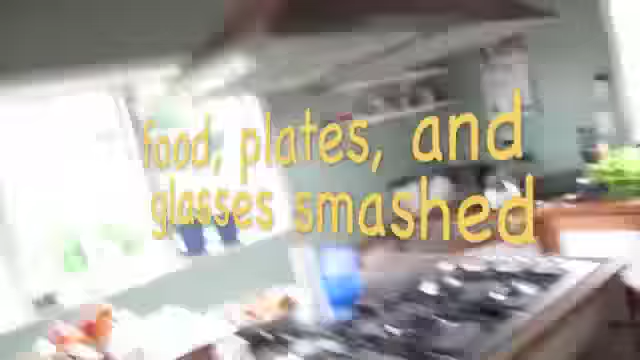 food, plates, and
glasses smashed